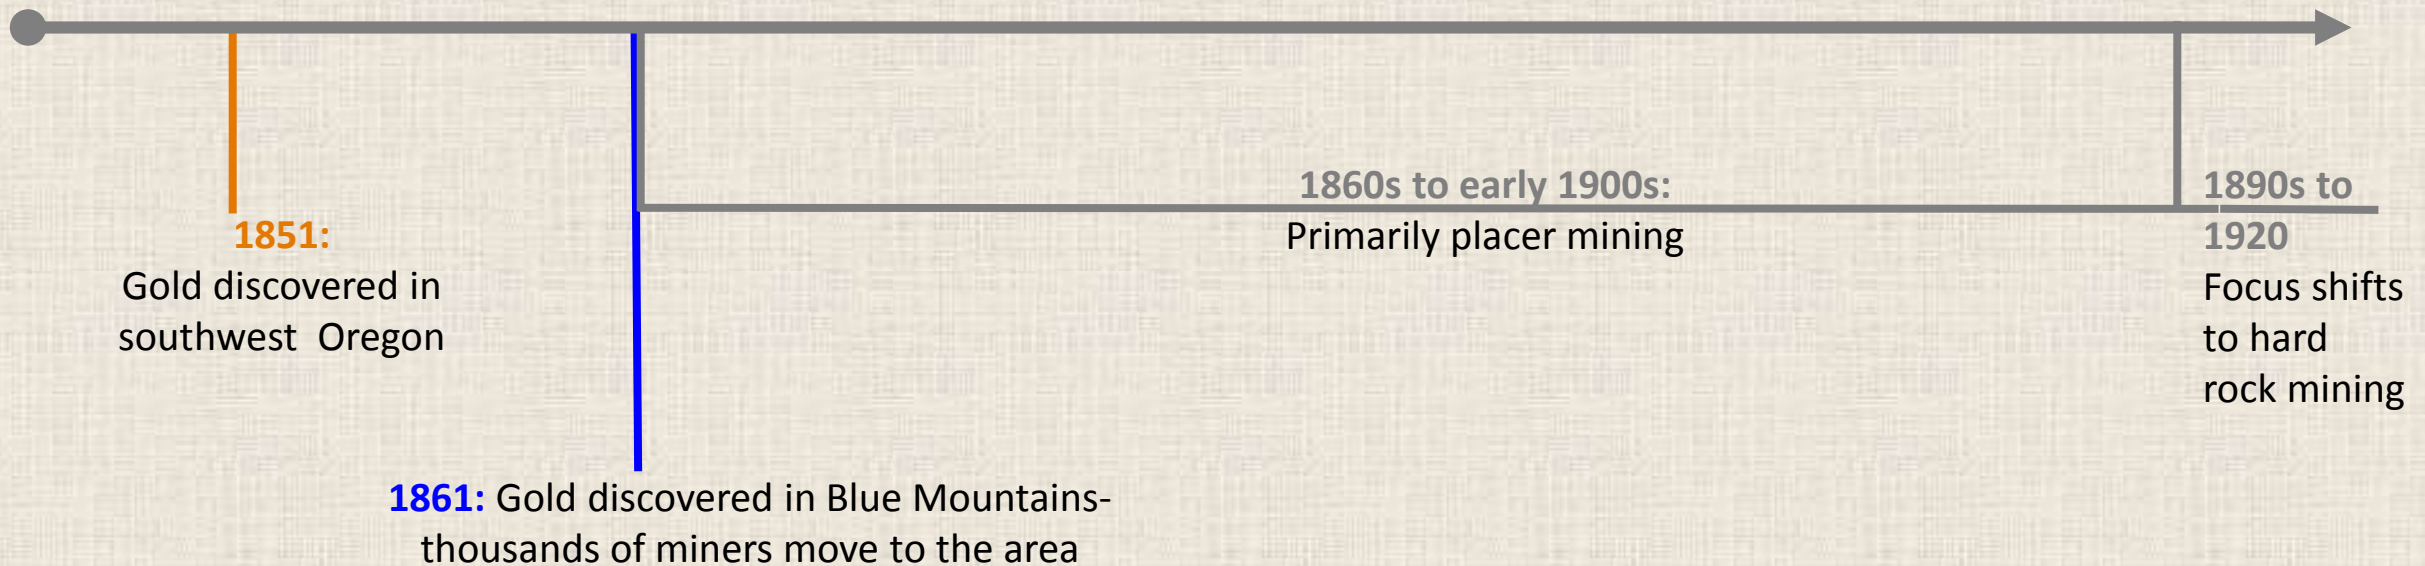 1851:
Gold discovered in
southwest Oregon
1861: Gold discovered in Blue Mountains-
thousands of miners move to the area
1860s to early 1900s:
Primarily placer mining
1890s to
1920
Focus shifts
to hard
rock mining